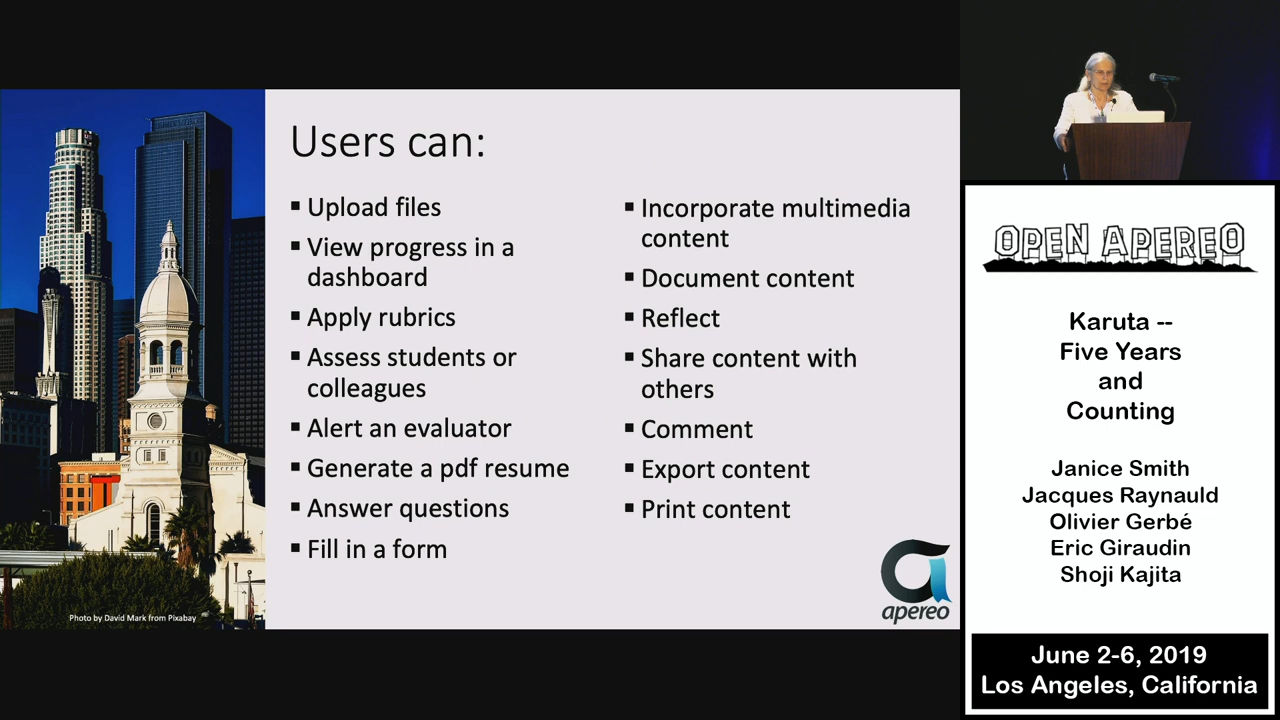 Users can:
▪ Upload files
▪ View progress in a
dashboard
▪ Apply rubrics
▪ Assess students or
colleagues
▪ Alert an evaluator
▪ Generate a pdf resume
▪ Answer questions
▪ Fill in a form
▪ Incorporate multimedia
content
▪ Document content
▪ Reflect
▪ Share content with
others
▪ Comment
▪ Export content
▪ Print content
Photo by David Mark from Pixabay
apereo
OPEN APEREO
Karuta --
Five Years
and
Counting
Janice Smith
Jacques Raynauld
Olivier Gerbé
Eric Giraudin
Shoji Kajita
June 2-6, 2019
Los Angeles, California